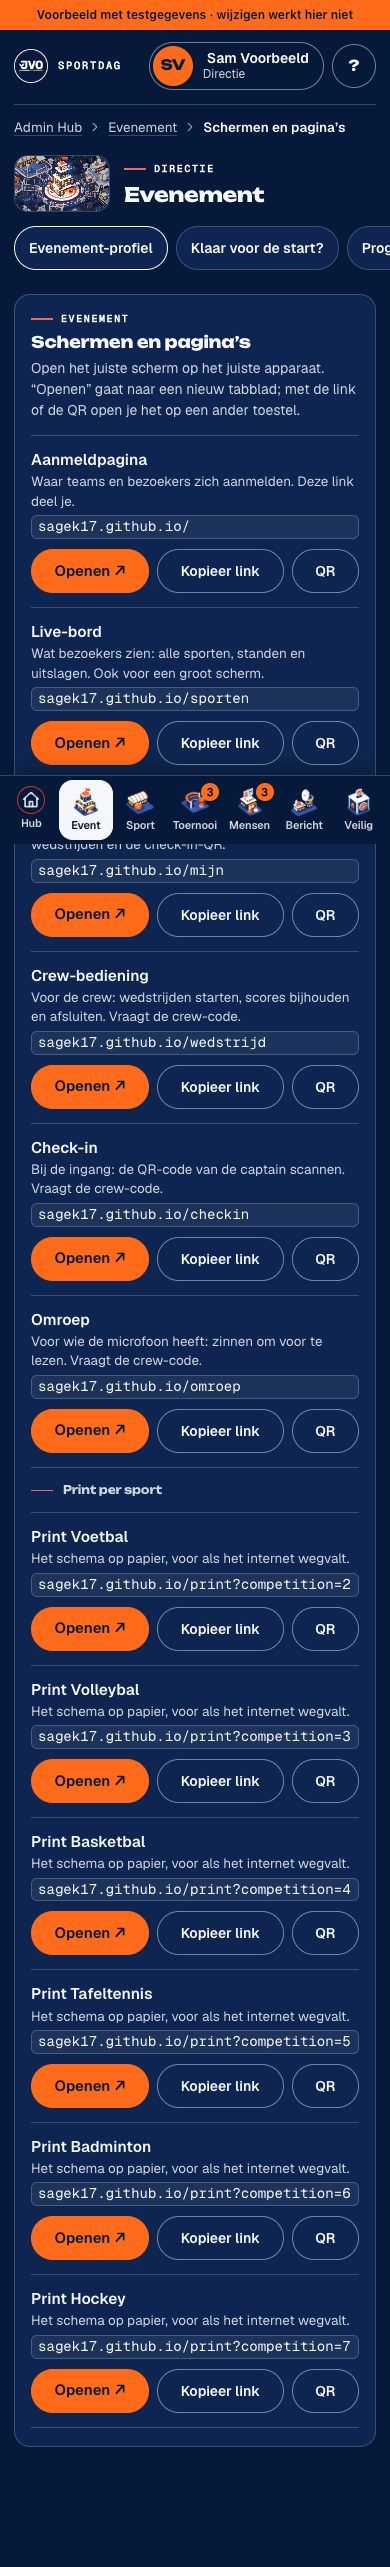 Voorbeeld met testgegevens · wijzigen werkt hier niet
JVO SPORTDAG
SV Sam Voorbeeld
Directie
?
Admin Hub > Evenement > Schermen en pagina's
DIRECTIE
Evenement
Evenement-profiel Klaar voor de start? Prog
EVENEMENT
Schermen en pagina's
Open het juiste scherm op het juiste apparaat.
“Openen” gaat naar een nieuw tabblad; met de link
of de QR open je het op een ander toestel.
Aanmeldpagina
Waar teams en bezoekers zich aanmelden. Deze link
deel je.
sagek17.github.io/
Openen ↗ Kopieer link QR
Live-bord
Wat bezoekers zien: alle sporten, standen en
uitslagen. Ook voor een groot scherm.
sagek17.github.io/sporten
Openen ↗ Kopieer link QR
3 3
Hub Event Sport Toernooi Mensen Bericht Veilig
wedstrijden en de check-in-QR.
sagek17.github.io/mijn
Openen ↗ Kopieer link QR
Crew-bediening
Voor de crew: wedstrijden starten, scores bijhouden
en afsluiten. Vraagt de crew-code.
sagek17.github.io/wedstrijd
Openen ↗ Kopieer link QR
Check-in
Bij de ingang: de QR-code van de captain scannen.
Vraagt de crew-code.
sagek17.github.io/checkin
Openen ↗ Kopieer link QR
Omroep
Voor wie de microfoon heeft: zinnen om voor te
lezen. Vraagt de crew-code.
sagek17.github.io/omroep
Openen ↗ Kopieer link QR
Print per sport
Print Voetbal
Het schema op papier, voor als het internet wegvalt.
sagek17.github.io/print?competition=2
Openen ↗ Kopieer link QR
Print Volleybal
Het schema op papier, voor als het internet wegvalt.
sagek17.github.io/print?competition=3
Openen ↗ Kopieer link QR
Print Basketbal
Het schema op papier, voor als het internet wegvalt.
sagek17.github.io/print?competition=4
Openen ↗ Kopieer link QR
Print Tafeltennis
Het schema op papier, voor als het internet wegvalt.
sagek17.github.io/print?competition=5
Openen ↗ Kopieer link QR
Print Badminton
Het schema op papier, voor als het internet wegvalt.
sagek17.github.io/print?competition=6
Openen ↗ Kopieer link QR
Print Hockey
Het schema op papier, voor als het internet wegvalt.
sagek17.github.io/print?competition=7
Openen ↗ Kopieer link QR